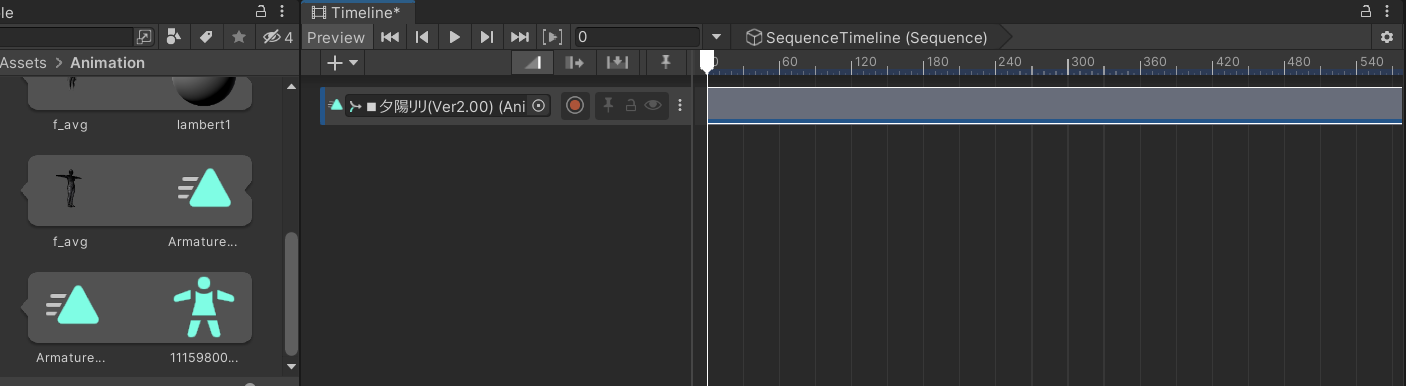 le
Timeline*
4
Preview
0
SequenceTimeline (Sequence)
Assets > Animation
0 60 120 180 240 300 360 420 480 540
f_avg lambert1
■夕陽リリ(Ver2.00) (Ani
f_avg Armature...
Armature... 11159800...